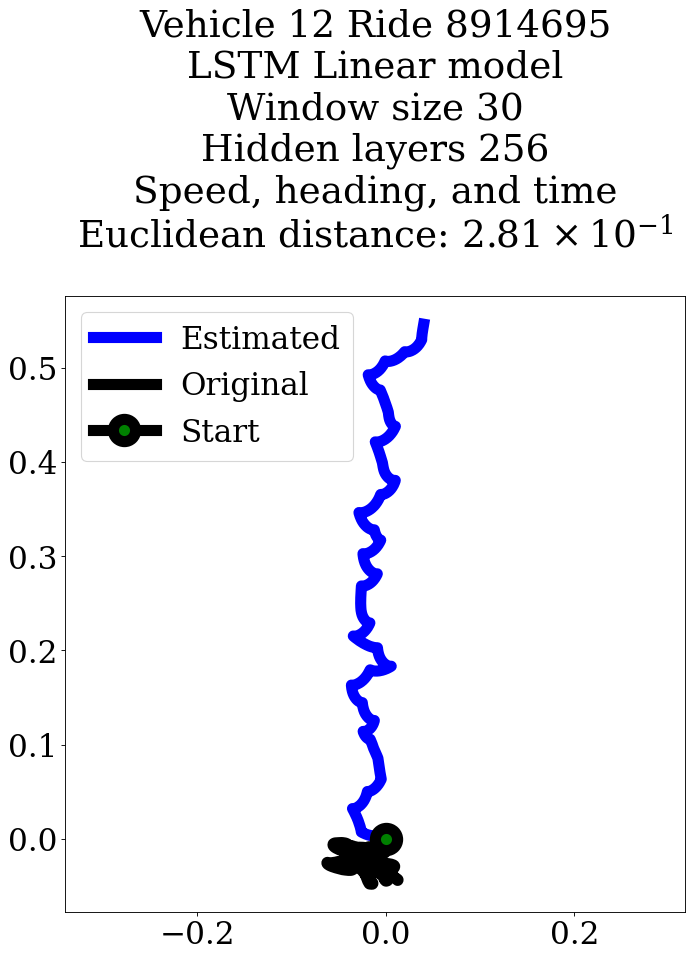 Vehicle 12 Ride 8914695
LSTM Linear model
Window size 30
Hidden layers 256
Speed, heading, and time
Euclidean distance: 2.81 × 10⁻¹
Estimated
Original
Start
0.5
0.4
0.3
0.2
0.1
0.0
−0.2 0.0 0.2